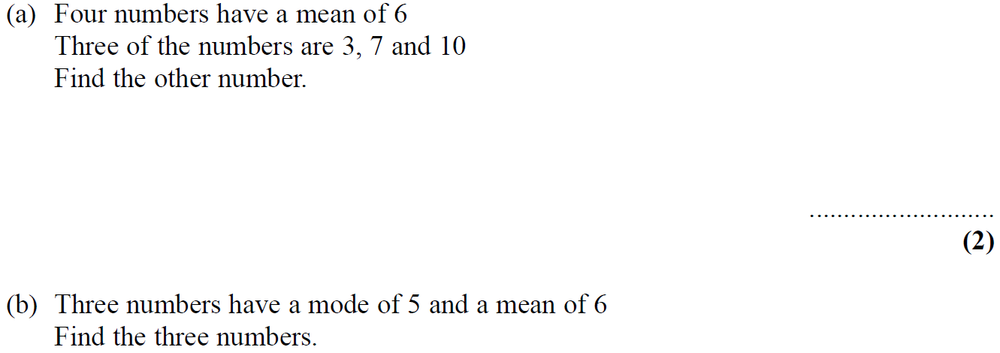 (a) Four numbers have a mean of 6
Three of the numbers are 3, 7 and 10
Find the other number.
...........................
(2)
(b) Three numbers have a mode of 5 and a mean of 6
Find the three numbers.